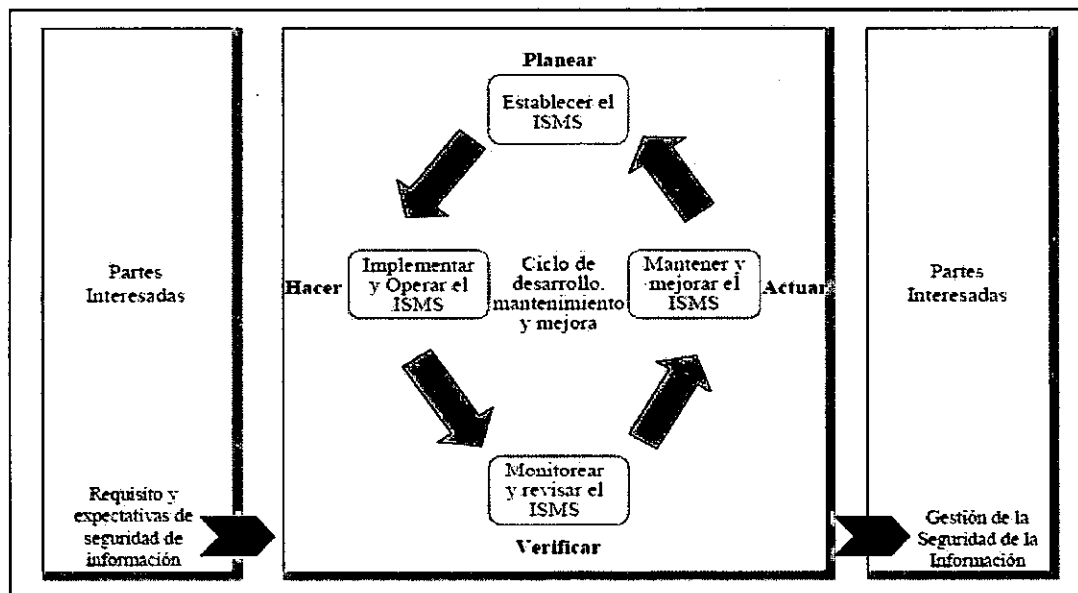 Partes
Interesadas
Requisito y
expectativas de
seguridad de
información
Planear
Establecer el
ISMS
Hacer
Implementar
y Operar el
ISMS
Ciclo de
desarrollo.
mantenimiento
y mejora
Mantener y
mejorar el
ISMS
Actuar
Monitorear
y revisar el
ISMS
Verificar
Partes
Interesadas
Gestión de la
Seguridad de la
Información